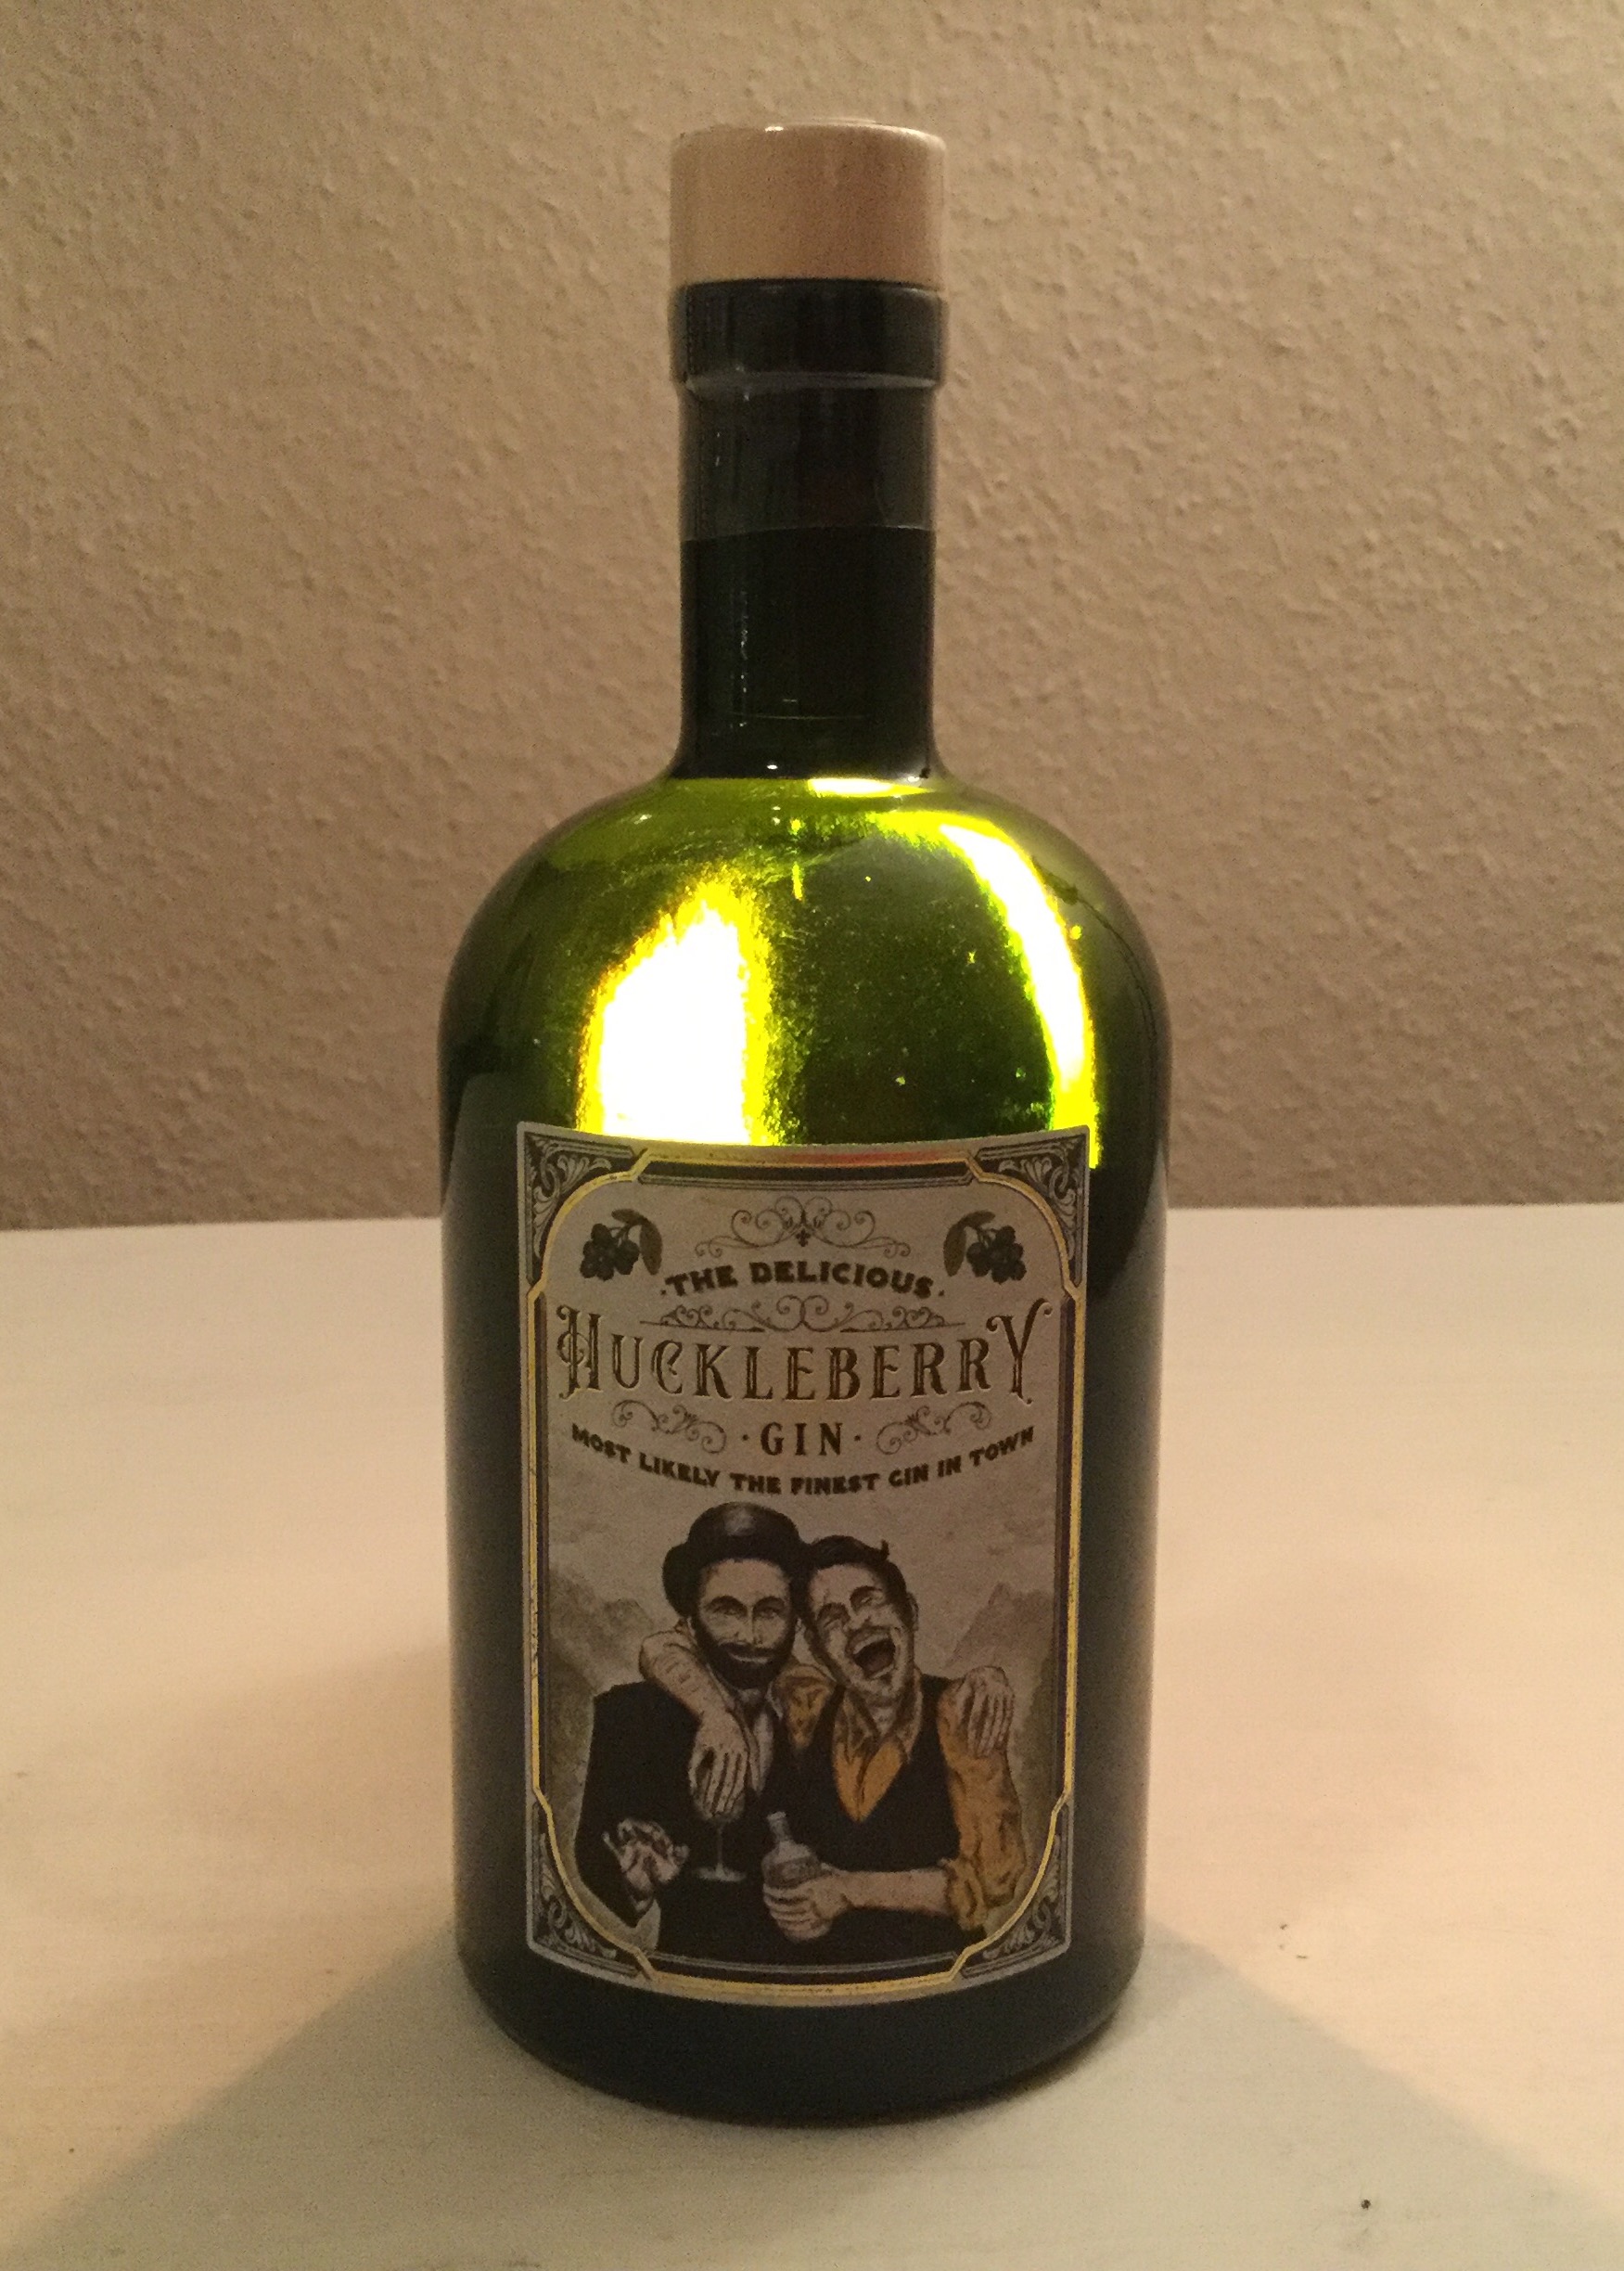 ·THE DELICIOUS·
HUCKLEBERRY
·GIN·
MOST LIKELY THE FINEST GIN IN TOWN